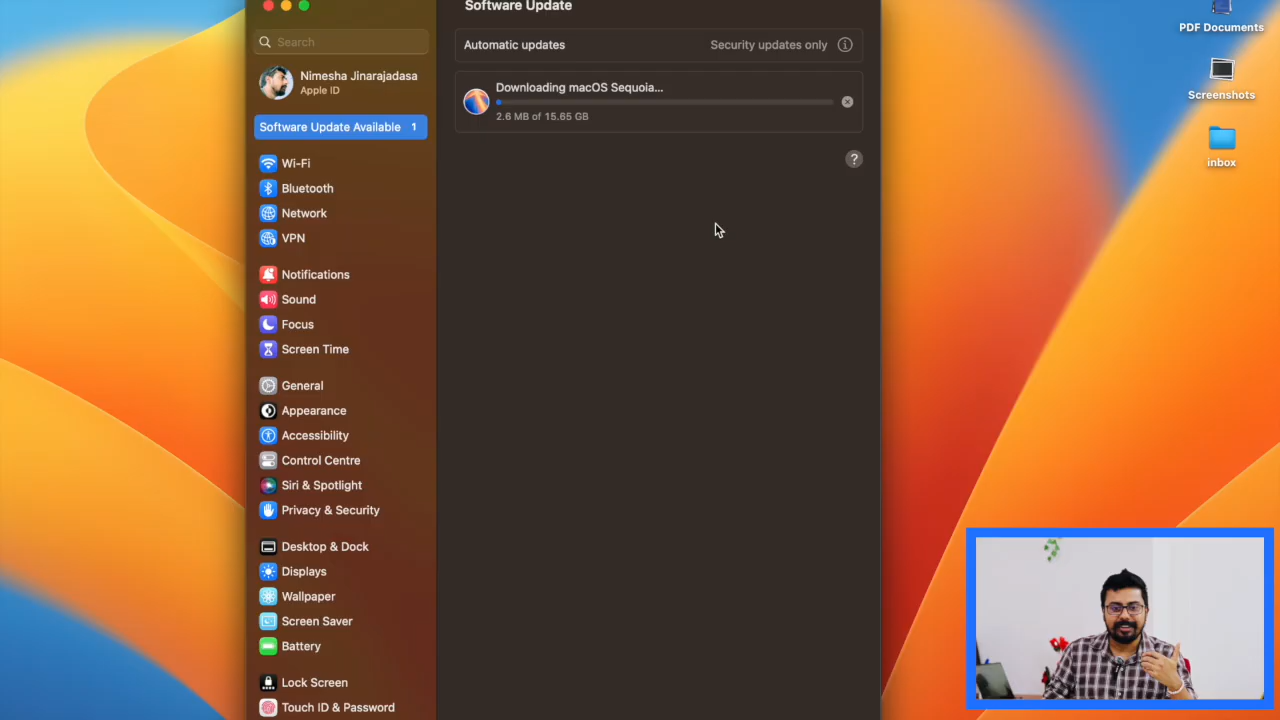 Software Update
Search
Automatic updates
Security updates only
Nimesha Jinarajadasa
Apple ID
Downloading macOS Sequoia...
2.6 MB of 15.65 GB
?
Software Update Available 1
Wi-Fi
Bluetooth
Network
VPN
Notifications
Sound
Focus
Screen Time
General
Appearance
Accessibility
Control Centre
Siri & Spotlight
Privacy & Security
Desktop & Dock
Displays
Wallpaper
Screen Saver
Battery
Lock Screen
Touch ID & Password
PDF Documents
Screenshots
inbox